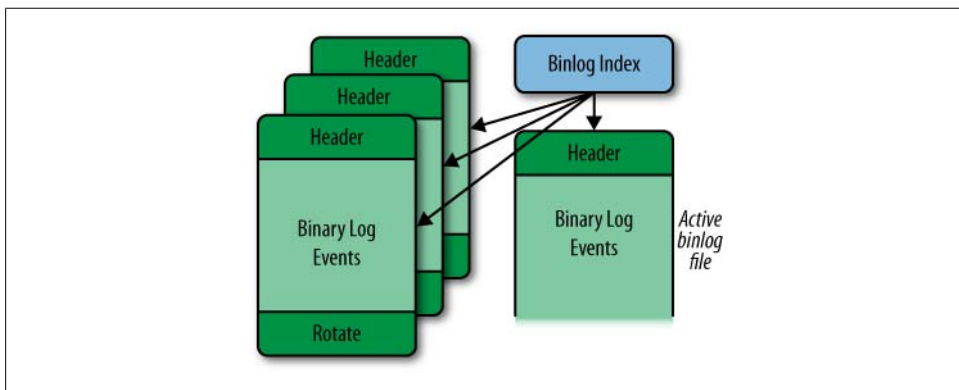 Header
Header
Header
Binary Log
Events
Rotate
Binlog Index
Header
Binary Log
Events
Active
binlog
file